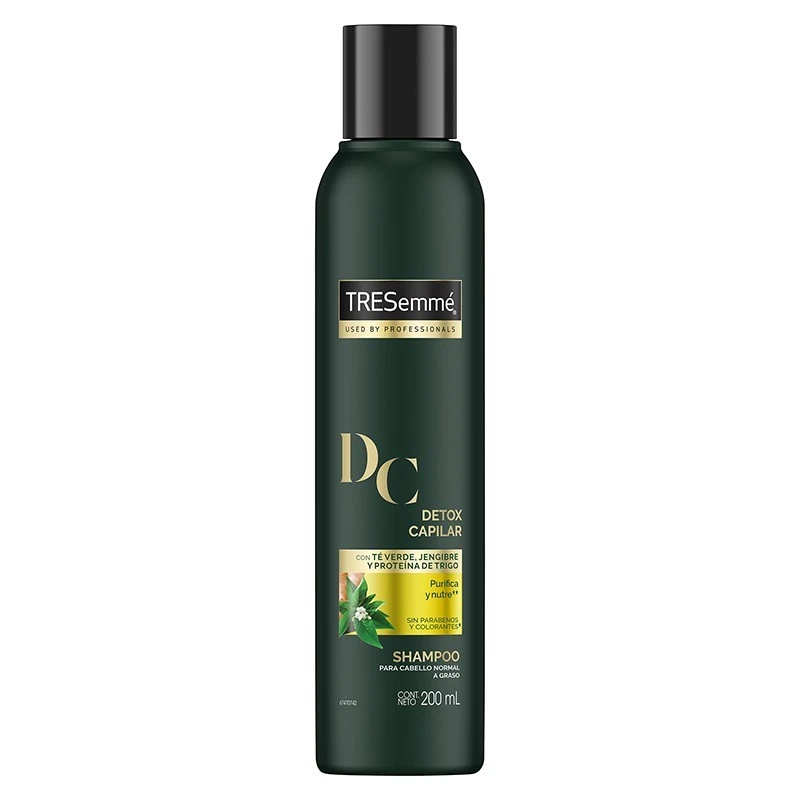 TRESemmé®
USED BY PROFESSIONALS
DC
DETOX
CAPILAR
CON TÉ VERDE, JENGIBRE
Y PROTEÍNA DE TRIGO
Purifica
y nutre**
SIN PARABENOS
Y COLORANTES
SHAMPOO
PARA CABELLO NORMAL
A GRASO
CONT.
NETO 200 mL